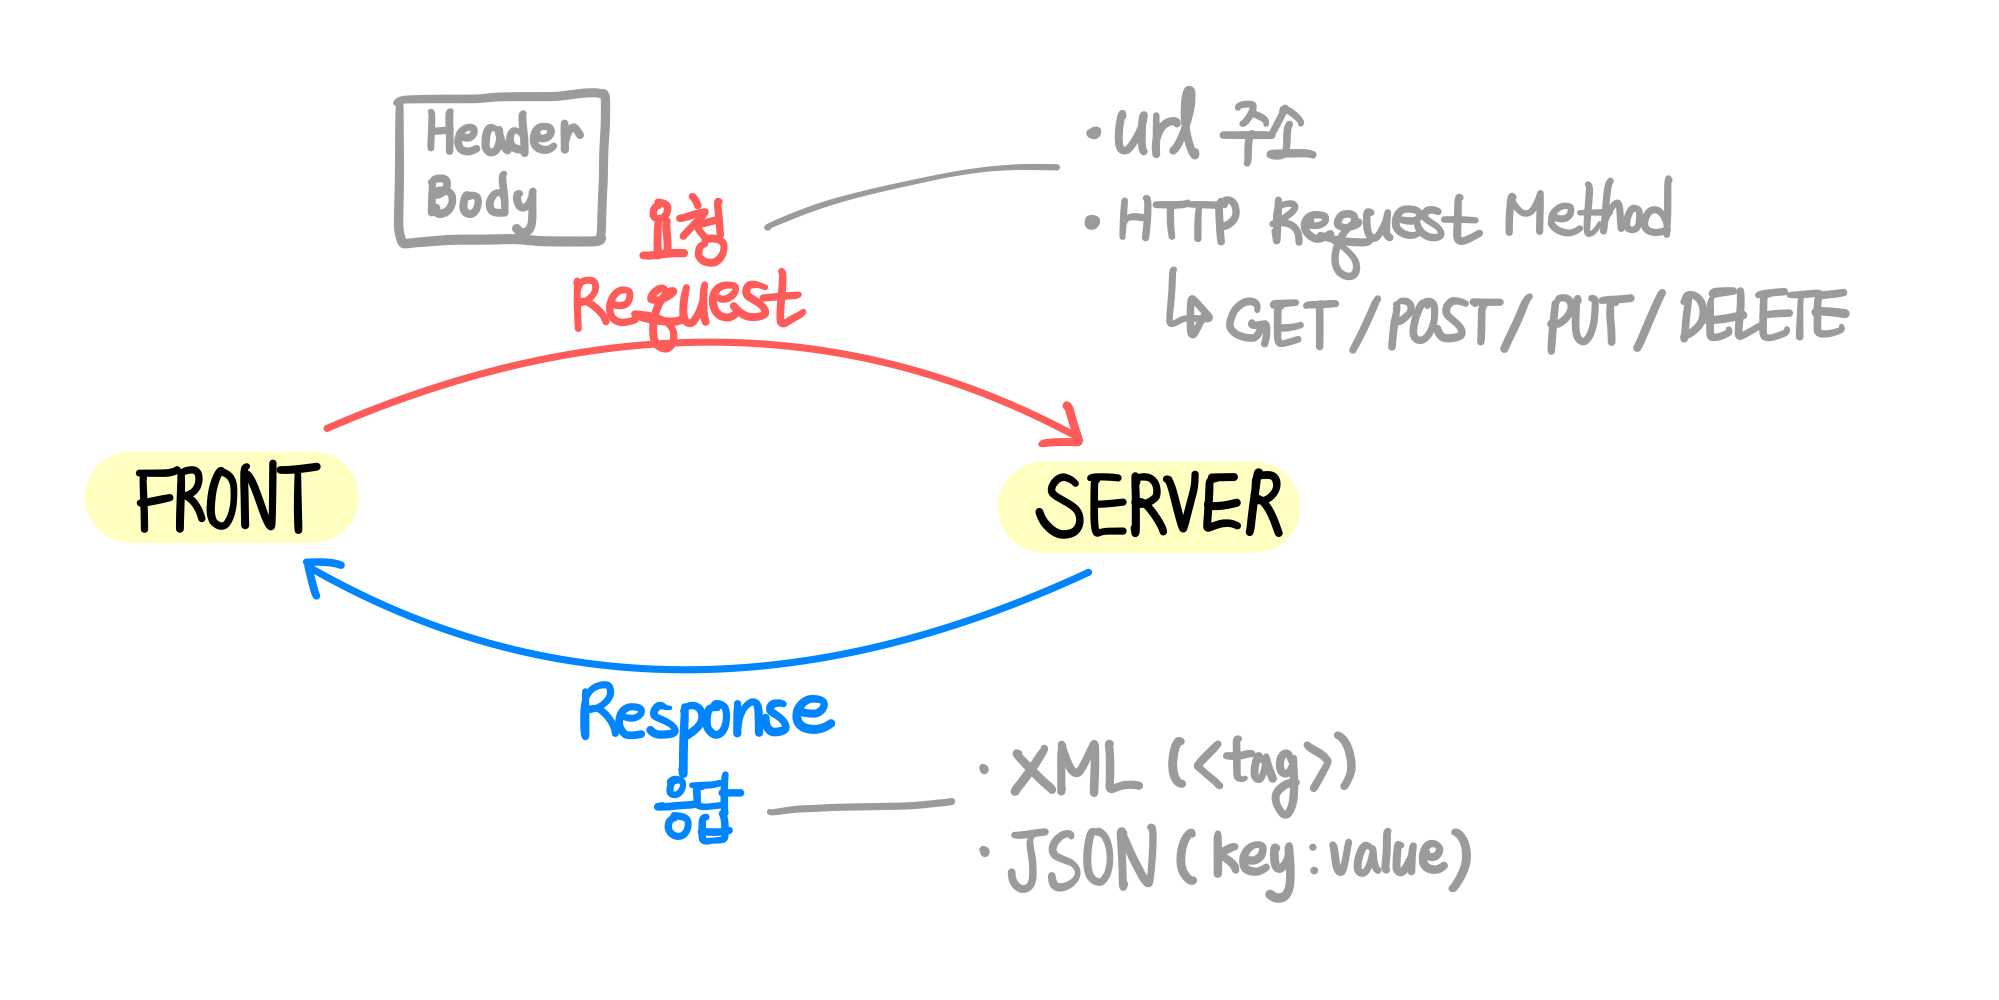 Header
Body
요청
Request
· url 주소
· HTTP Request Method
↳ GET / POST / PUT / DELETE
FRONT
SERVER
Response
응답
· XML (<tag>)
· JSON (key : value)